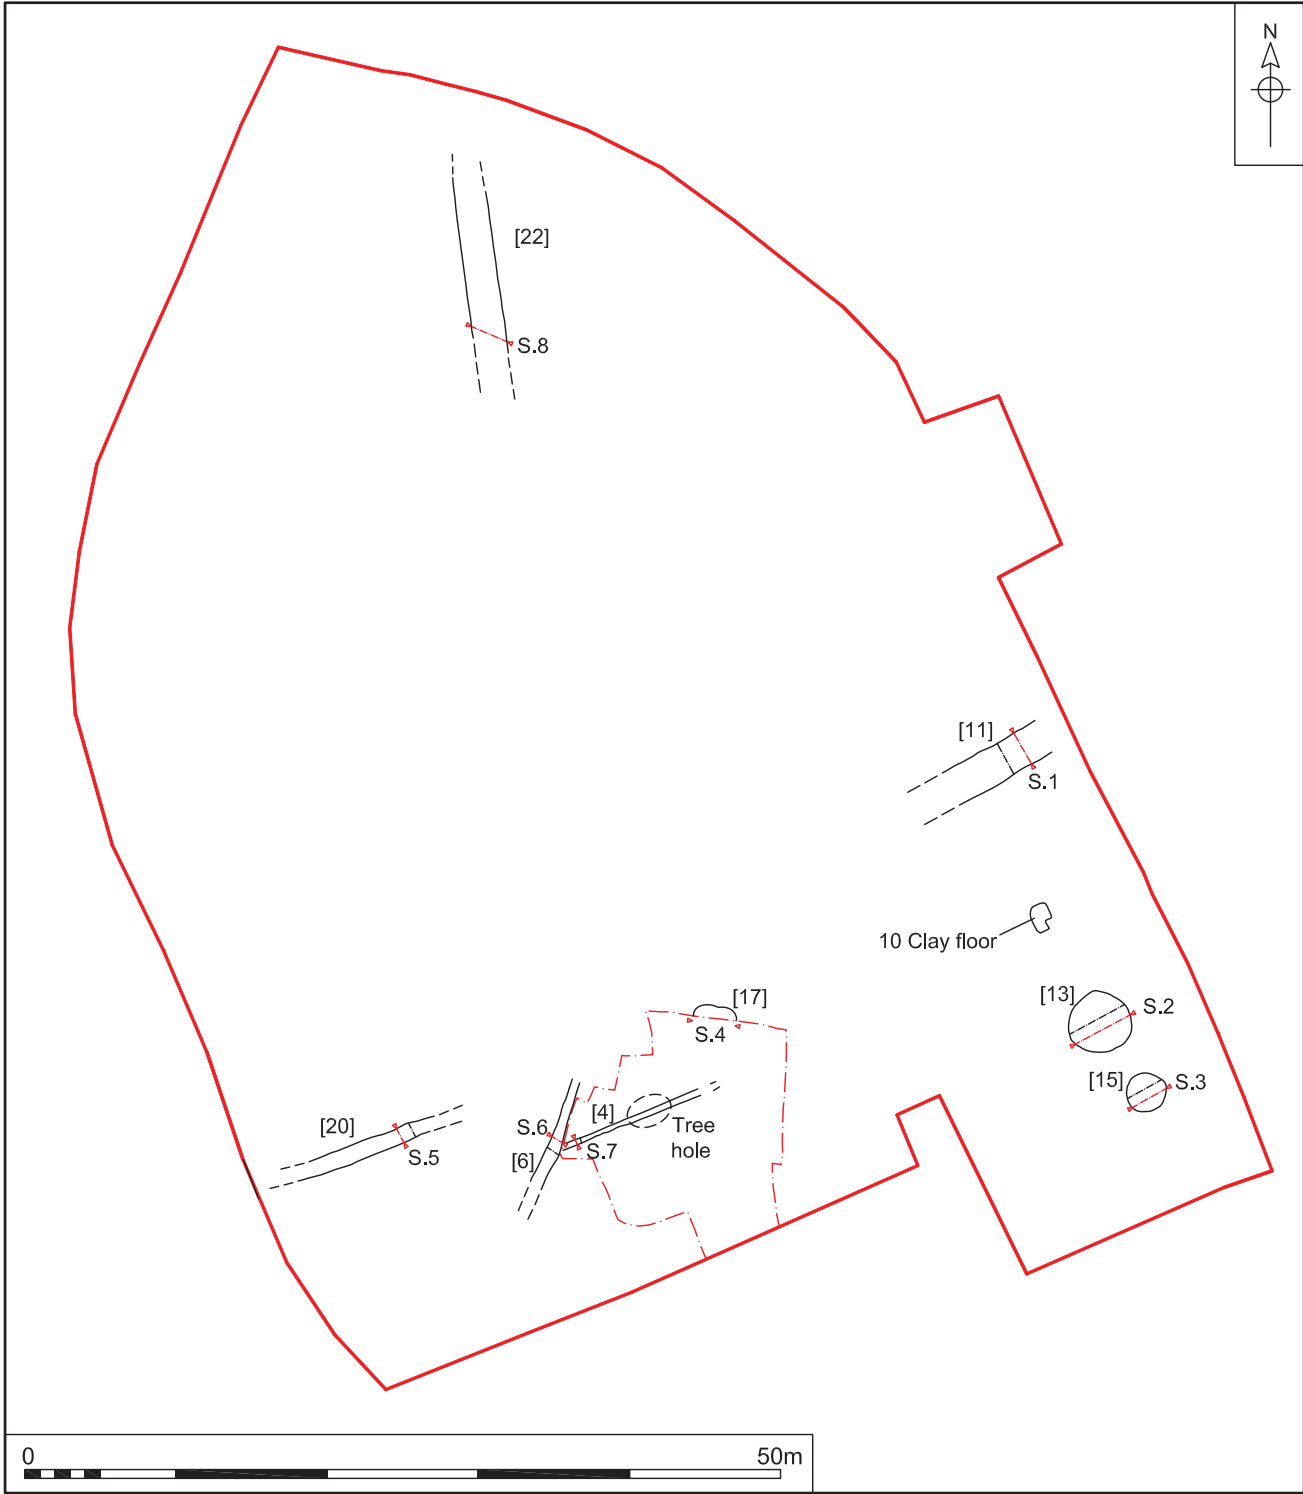 N
[22]
S.8
[11]
S.1
10 Clay floor
[13]
S.2
[17]
S.4
[15]
S.3
[4]
Tree
hole
S.6
S.7
[6]
[20]
S.5
0
50m